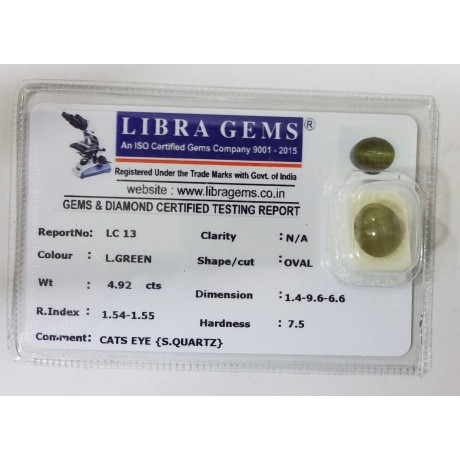 LIBRA GEMS®
An ISO Certified Gems Company 9001 - 2015
Registered Under the Trade Marks with Govt. of India
website : www.libragems.co.in
GEMS & DIAMOND CERTIFIED TESTING REPORT
ReportNo: LC 13 Clarity : N/A
Colour : L.GREEN Shape/cut : OVAL
Wt : 4.92 cts Dimension :1.4-9.6-6.6
R.Index : 1.54-1.55 Hardness : 7.5
Comment: CATS EYE {S.QUARTZ}